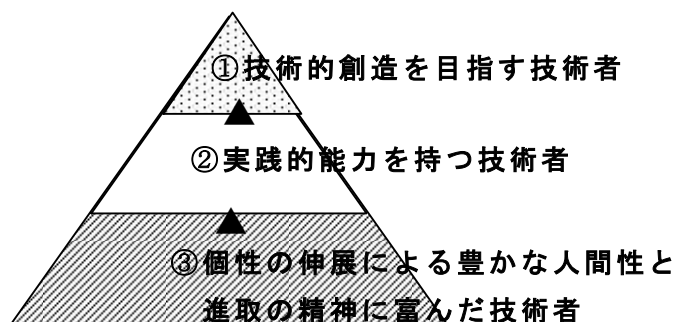 ①技術的創造を目指す技術者
②実践的能力を持つ技術者
③個性の伸展による豊かな人間性と
進取の精神に富んだ技術者